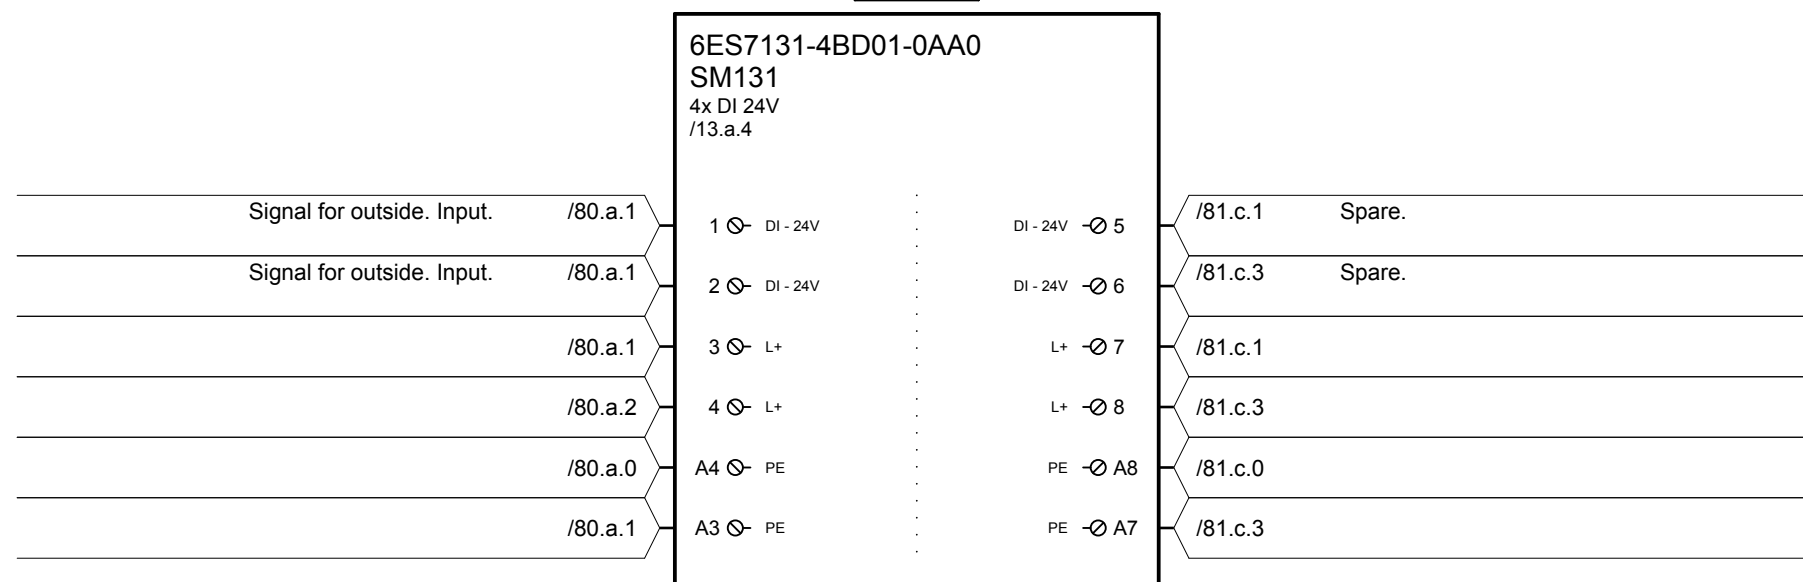 6ES7131-4BD01-0AA0
SM131
4x DI 24V
/13.a.4
Signal for outside. Input. /80.a.1 1 DI - 24V DI - 24V 5 /81.c.1 Spare.
Signal for outside. Input. /80.a.1 2 DI - 24V DI - 24V 6 /81.c.3 Spare.
/80.a.1 3 L+ L+ 7 /81.c.1
/80.a.2 4 L+ L+ 8 /81.c.3
/80.a.0 A4 PE PE A8 /81.c.0
/80.a.1 A3 PE PE A7 /81.c.3